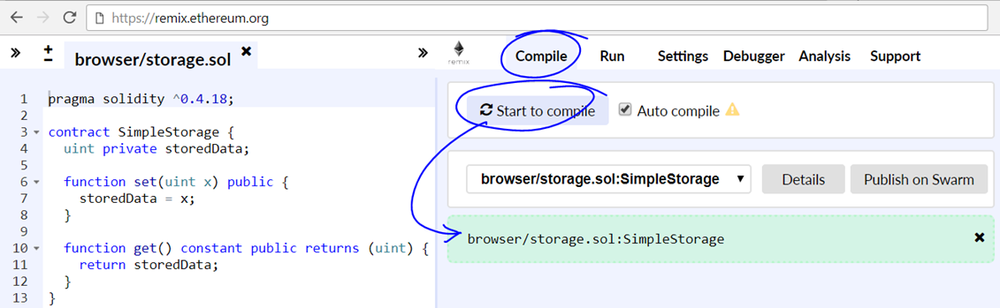 https://remix.ethereum.org
browser/storage.sol
1 pragma solidity ^0.4.18;
2
3 contract SimpleStorage {
4 uint private storedData;
5
6 function set(uint x) public {
7 storedData = x;
8 }
9
10 function get() constant public returns (uint) {
11 return storedData;
12 }
13 }
remix
Compile Run Settings Debugger Analysis Support
Start to compile Auto compile
browser/storage.sol:SimpleStorage Details Publish on Swarm
browser/storage.sol:SimpleStorage